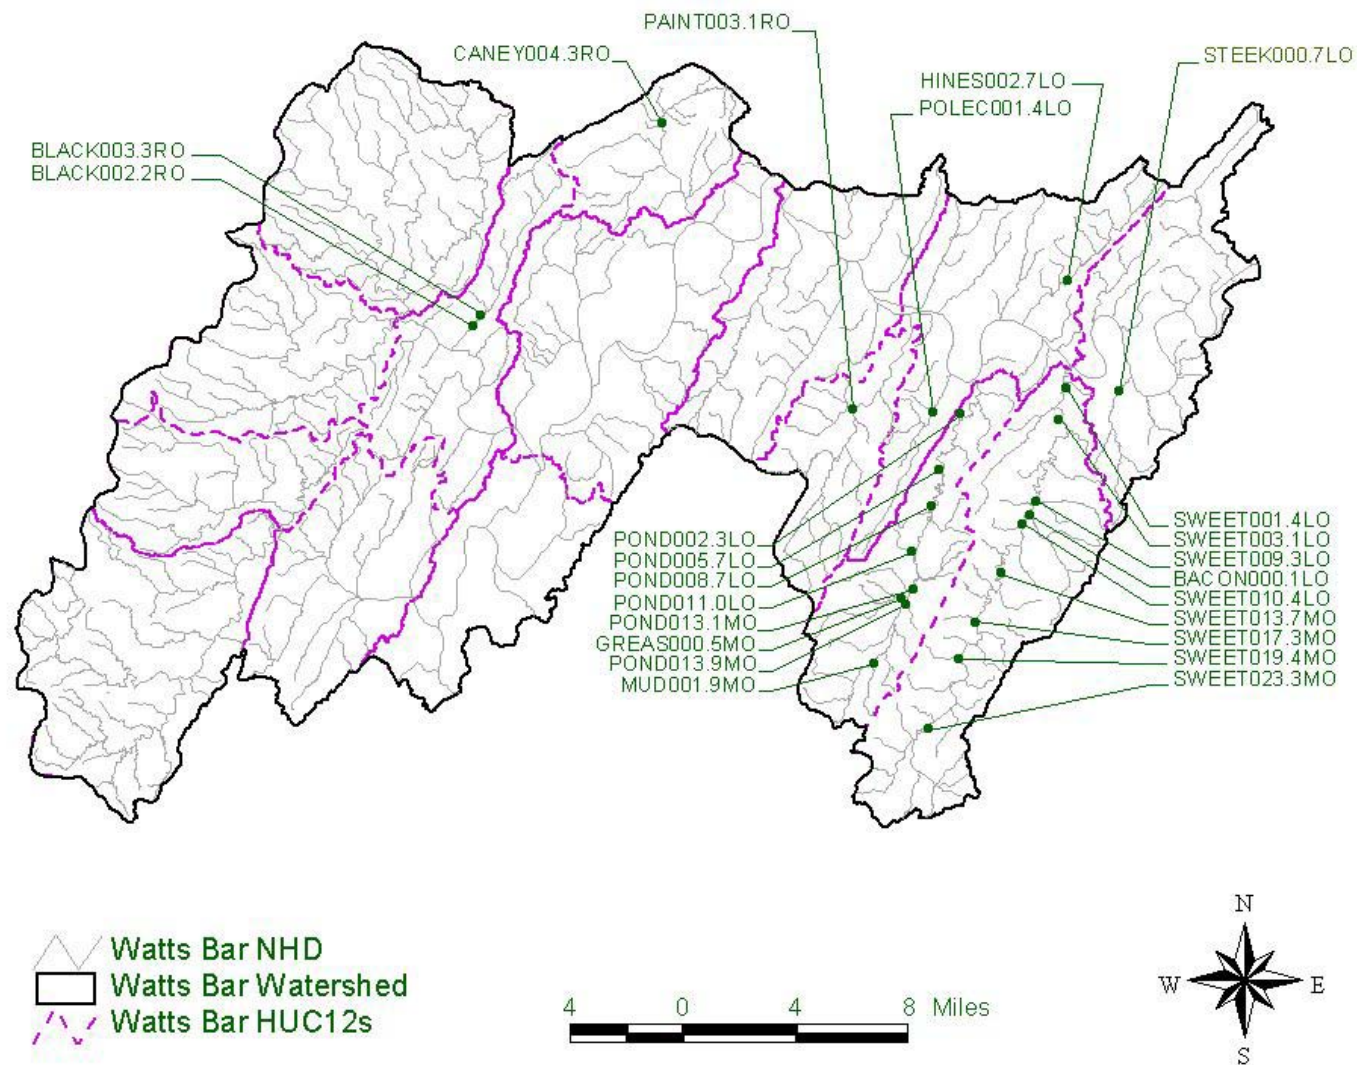 PAINT003.1RO
CANEY004.3RO
STEEK000.7LO
HINES002.7LO
POLEC001.4LO
BLACK003.3RO
BLACK002.2RO
POND002.3LO
POND005.7LO
POND008.7LO
POND011.0LO
POND013.1MO
GREAS000.5MO
POND013.9MO
MUD001.9MO
SWEET001.4LO
SWEET003.1LO
SWEET009.3LO
BACON000.1LO
SWEET010.4LO
SWEET013.7MO
SWEET017.3MO
SWEET019.4MO
SWEET023.3MO
Watts Bar NHD
Watts Bar Watershed
Watts Bar HUC12s
4 0 4 8 Miles
N
W E
S